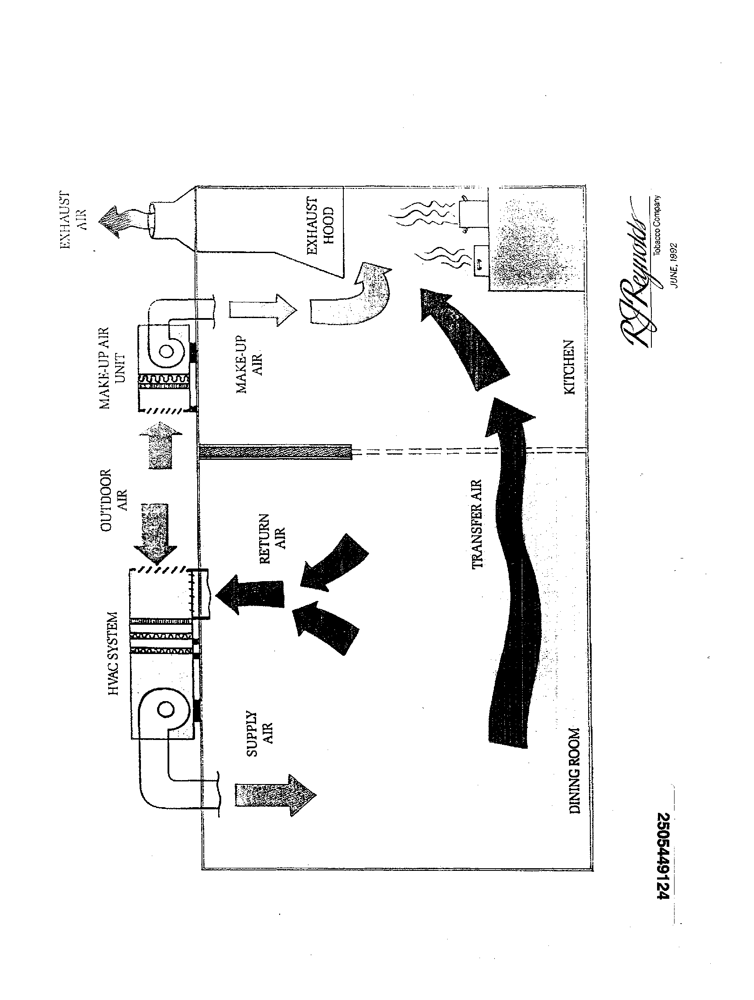 EXHAUST
AIR
EXHAUST
HOOD
MAKE-UP AIR
UNIT
MAKE-UP
AIR
KITCHEN
OUTDOOR
AIR
RETURN
AIR
TRANSFER AIR
HVAC SYSTEM
SUPPLY
AIR
DINING ROOM
RJReynolds
Tobacco Company
JUNE, 1992
2505449124